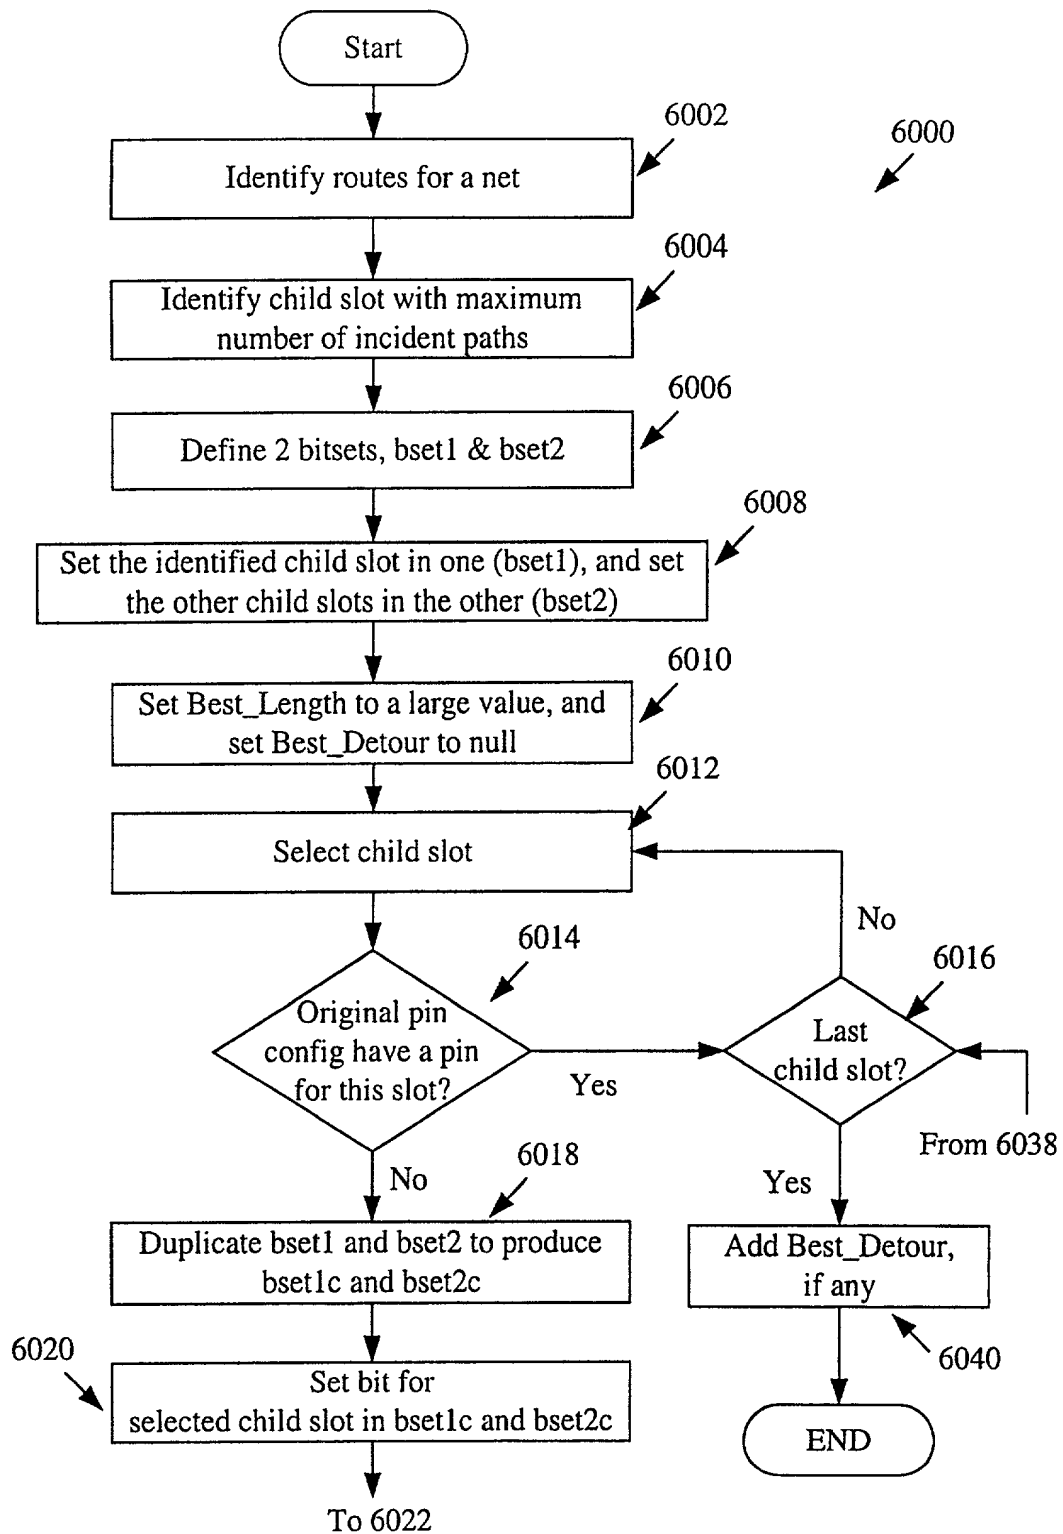 Start
6002
6000
Identify routes for a net
6004
Identify child slot with maximum
number of incident paths
6006
Define 2 bitsets, bset1 & bset2
6008
Set the identified child slot in one (bset1), and set
the other child slots in the other (bset2)
6010
Set Best_Length to a large value, and
set Best_Detour to null
6012
Select child slot
No
6014
6016
Original pin
config have a pin
for this slot?
Last
child slot?
Yes
From 6038
6018
No
Yes
Duplicate bset1 and bset2 to produce
bset1c and bset2c
Add Best_Detour,
if any
6020
6040
Set bit for
selected child slot in bset1c and bset2c
END
To 6022